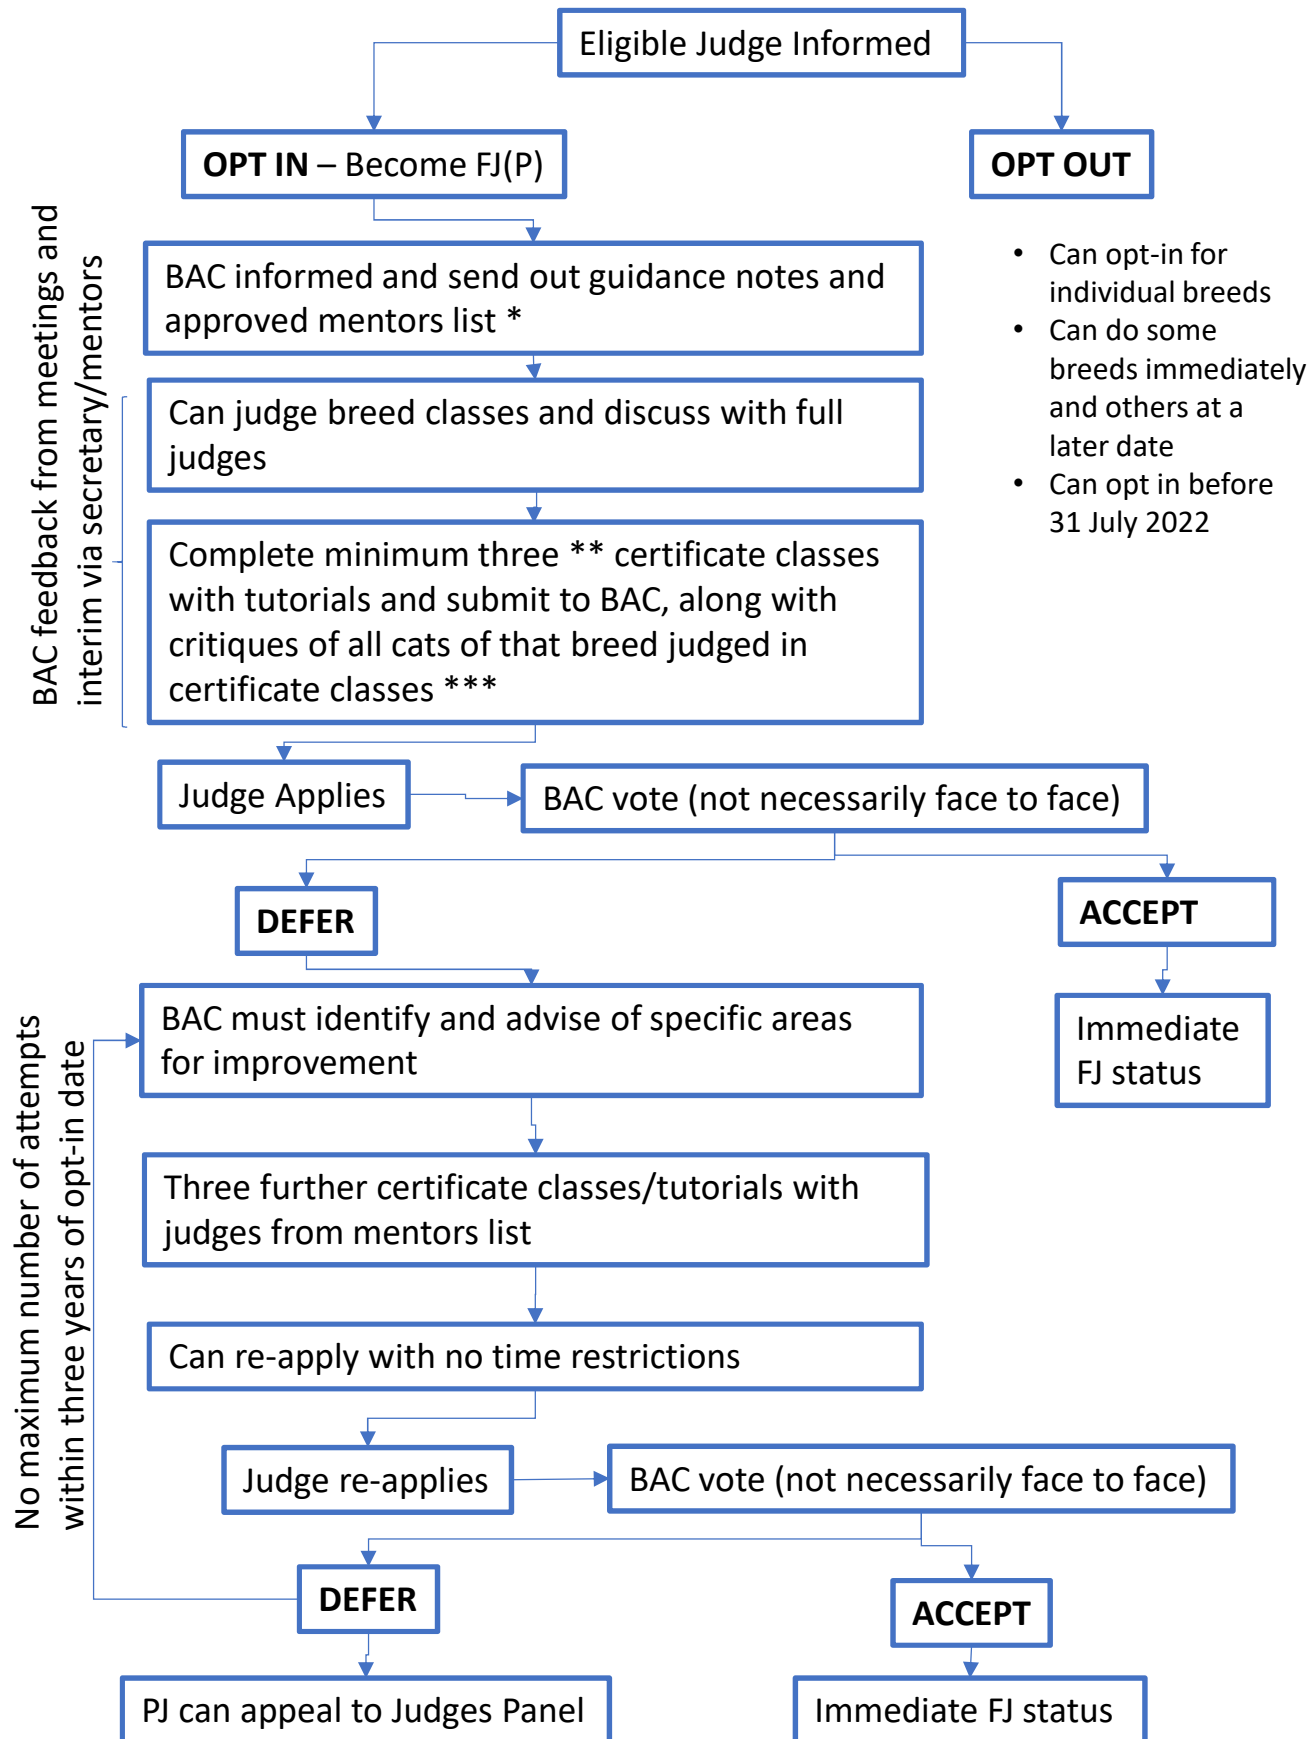 Eligible Judge Informed
OPT IN – Become FJ(P)
OPT OUT
• Can opt-in for
individual breeds
• Can do some
breeds immediately
and others at a
later date
• Can opt in before
31 July 2022
BAC feedback from meetings and
interim via secretary/mentors
BAC informed and send out guidance notes and
approved mentors list *
Can judge breed classes and discuss with full
judges
Complete minimum three ** certificate classes
with tutorials and submit to BAC, along with
critiques of all cats of that breed judged in
certificate classes ***
Judge Applies
BAC vote (not necessarily face to face)
DEFER
ACCEPT
Immediate
FJ status
No maximum number of attempts
within three years of opt-in date
BAC must identify and advise of specific areas
for improvement
Three further certificate classes/tutorials with
judges from mentors list
Can re-apply with no time restrictions
Judge re-applies
BAC vote (not necessarily face to face)
DEFER
ACCEPT
PJ can appeal to Judges Panel
Immediate FJ status